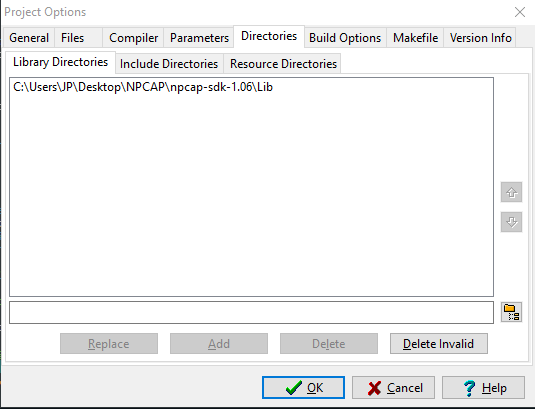 Project Options
General Files Compiler Parameters Directories Build Options Makefile Version Info
Library Directories Include Directories Resource Directories
C:\Users\JP\Desktop\NPCAP\npcap-sdk-1.06\Lib
Replace Add Delete Delete Invalid
OK Cancel Help